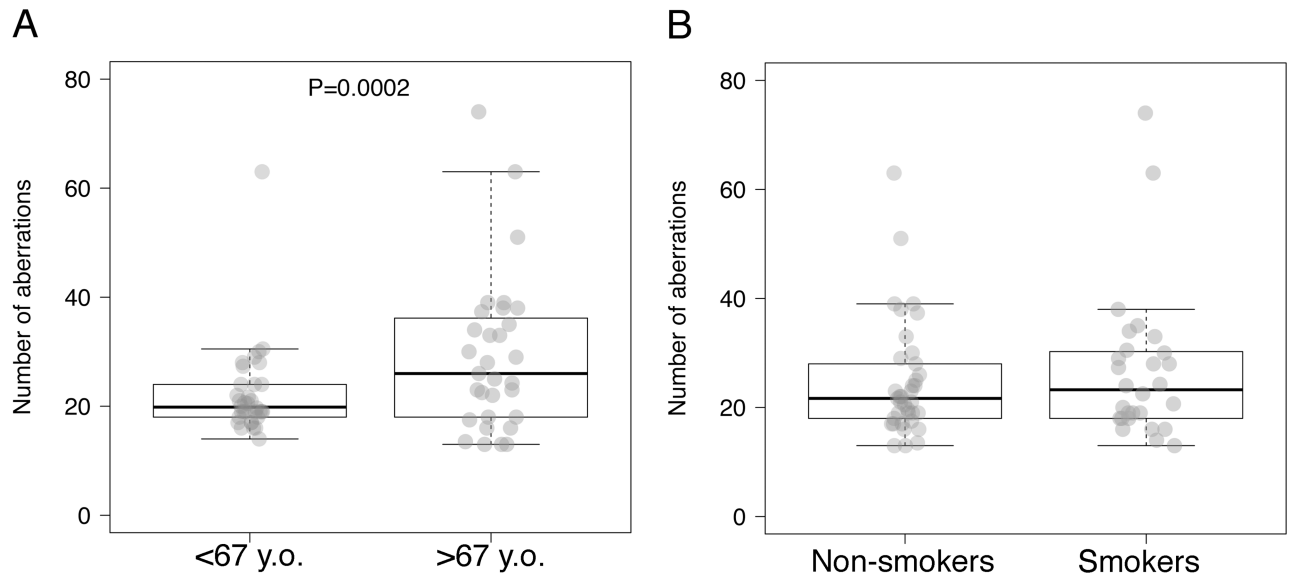 A
Number of aberrations
80
60
40
20
0
P=0.0002
<67 y.o.
>67 y.o.
B
Number of aberrations
80
60
40
20
0
Non-smokers
Smokers